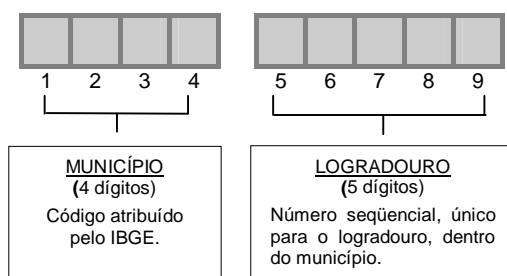 1 2 3 4 5 6 7 8 9
MUNICÍPIO
(4 dígitos)
Código atribuído
pelo IBGE.
LOGRADOURO
(5 dígitos)
Número seqüencial, único
para o logradouro, dentro
do município.